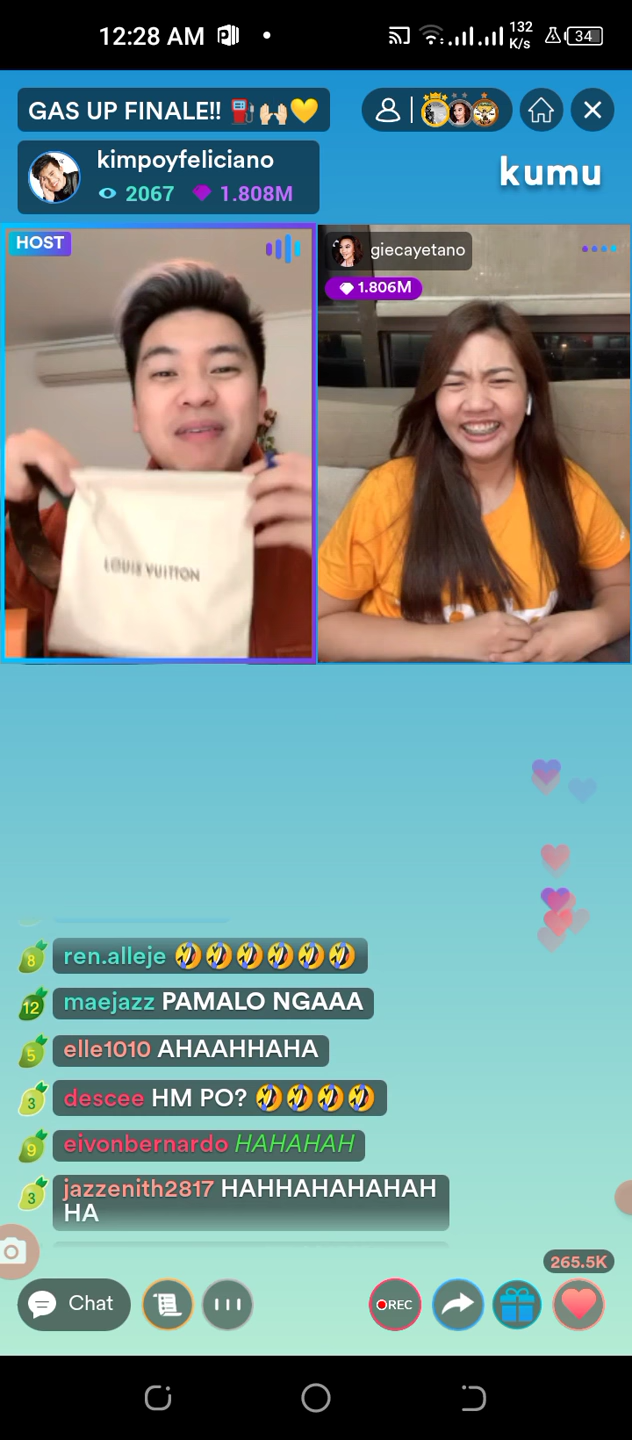 12:28 AM
132
K/s
34
GAS UP FINALE!! ⛽🙌🏻💛
kimpoyfeliciano
2067 1.808M
kumu
HOST
giecayetano
1.806M
LOUIS VUITTON
8 ren.alleje 🤣🤣🤣🤣🤣🤣
12 maejazz PAMALO NGAAA
5 elle1010 AHAAHHAHA
3 descee HM PO? 🤣🤣🤣🤣
9 eivonbernardo HAHAHAH
3 jazzenith2817 HAHHAHAHAHAH
HA
265.5K
Chat
REC